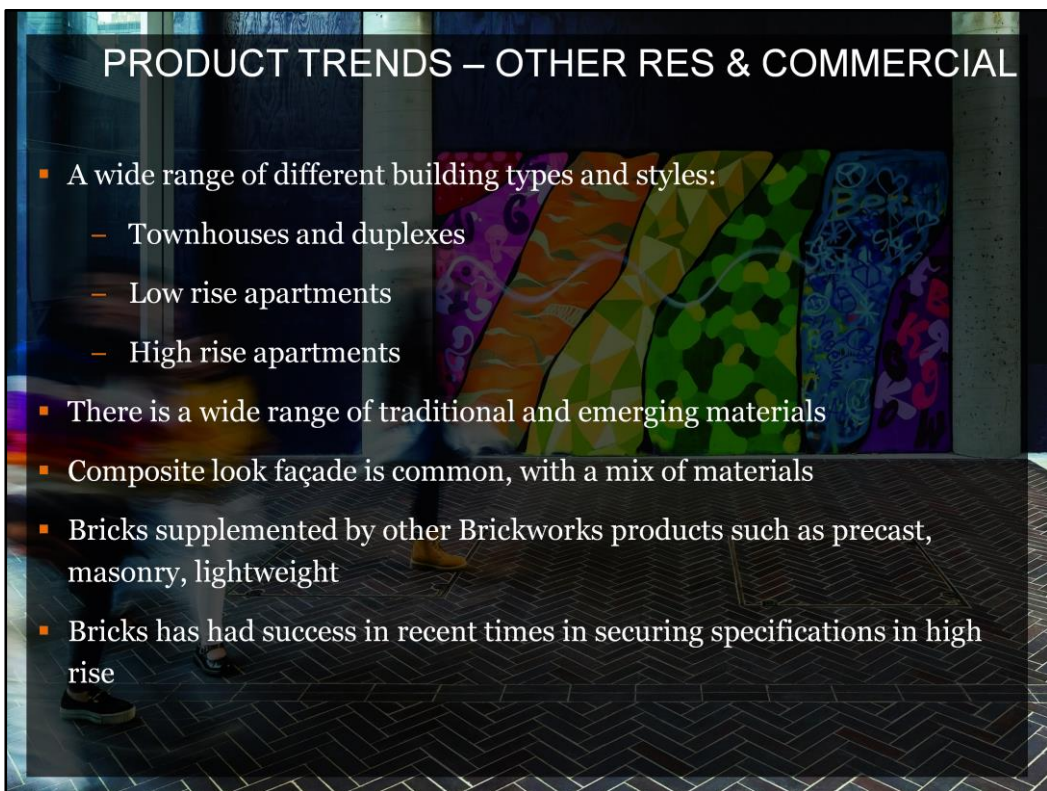 PRODUCT TRENDS – OTHER RES & COMMERCIAL
▪ A wide range of different building types and styles:
– Townhouses and duplexes
– Low rise apartments
– High rise apartments
▪ There is a wide range of traditional and emerging materials
▪ Composite look façade is common, with a mix of materials
▪ Bricks supplemented by other Brickworks products such as precast,
masonry, lightweight
▪ Bricks has had success in recent times in securing specifications in high
rise